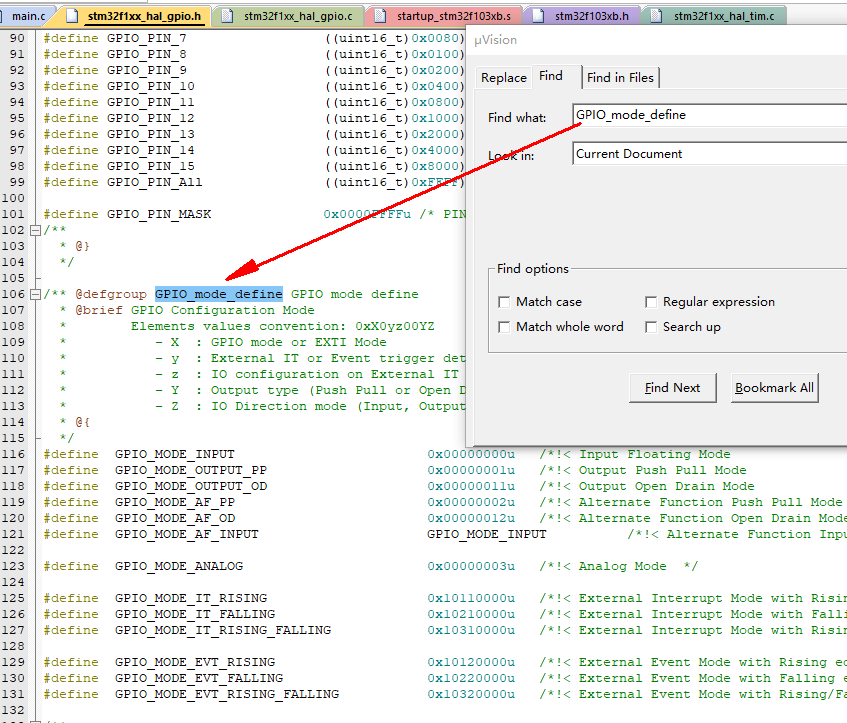 main.c stm32f1xx_hal_gpio.h stm32f1xx_hal_gpio.c startup_stm32f103xb.s stm32f103xb.h stm32f1xx_hal_tim.c
90 #define GPIO_PIN_7 ((uint16_t)0x0080)
91 #define GPIO_PIN_8 ((uint16_t)0x0100)
92 #define GPIO_PIN_9 ((uint16_t)0x0200)
93 #define GPIO_PIN_10 ((uint16_t)0x0400)
94 #define GPIO_PIN_11 ((uint16_t)0x0800)
95 #define GPIO_PIN_12 ((uint16_t)0x1000)
96 #define GPIO_PIN_13 ((uint16_t)0x2000)
97 #define GPIO_PIN_14 ((uint16_t)0x4000)
98 #define GPIO_PIN_15 ((uint16_t)0x8000)
99 #define GPIO_PIN_All ((uint16_t)0xFFFF)
100
101 #define GPIO_PIN_MASK 0x0000FFFFu /* PIN
102 /**
103 * @}
104 */
105
106 /** @defgroup GPIO_mode_define GPIO mode define
107 * @brief GPIO Configuration Mode
108 * Elements values convention: 0xX0yz00YZ
109 * - X : GPIO mode or EXTI Mode
110 * - y : External IT or Event trigger det
111 * - z : IO configuration on External IT
112 * - Y : Output type (Push Pull or Open D
113 * - Z : IO Direction mode (Input, Output
114 * @{
115 */
116 #define GPIO_MODE_INPUT 0x00000000u /*!< Input Floating Mode
117 #define GPIO_MODE_OUTPUT_PP 0x00000001u /*!< Output Push Pull Mode
118 #define GPIO_MODE_OUTPUT_OD 0x00000011u /*!< Output Open Drain Mode
119 #define GPIO_MODE_AF_PP 0x00000002u /*!< Alternate Function Push Pull Mode
120 #define GPIO_MODE_AF_OD 0x00000012u /*!< Alternate Function Open Drain Mode
121 #define GPIO_MODE_AF_INPUT GPIO_MODE_INPUT /*!< Alternate Function Inpu
122
123 #define GPIO_MODE_ANALOG 0x00000003u /*!< Analog Mode */
124
125 #define GPIO_MODE_IT_RISING 0x10110000u /*!< External Interrupt Mode with Risin
126 #define GPIO_MODE_IT_FALLING 0x10210000u /*!< External Interrupt Mode with Falli
127 #define GPIO_MODE_IT_RISING_FALLING 0x10310000u /*!< External Interrupt Mode with Risin
128
129 #define GPIO_MODE_EVT_RISING 0x10120000u /*!< External Event Mode with Rising ed
130 #define GPIO_MODE_EVT_FALLING 0x10220000u /*!< External Event Mode with Falling e
131 #define GPIO_MODE_EVT_RISING_FALLING 0x10320000u /*!< External Event Mode with Rising/Fa
132
µVision
Replace Find Find in Files
Find what: GPIO_mode_define
Look in: Current Document
Find options
Match case Regular expression
Match whole word Search up
Find Next Bookmark All